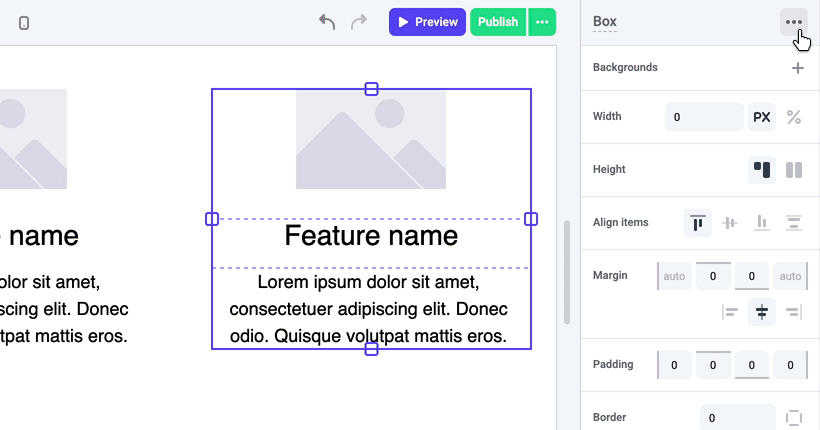 Preview
Publish
Box
Backgrounds
Width
0
PX
%
Height
Align items
Margin
auto
0
0
auto
Padding
0
0
0
0
Border
0
name
olor sit amet,
scing elit. Donec
tpat mattis eros.
Feature name
Lorem ipsum dolor sit amet,
consectetuer adipiscing elit. Donec
odio. Quisque volutpat mattis eros.